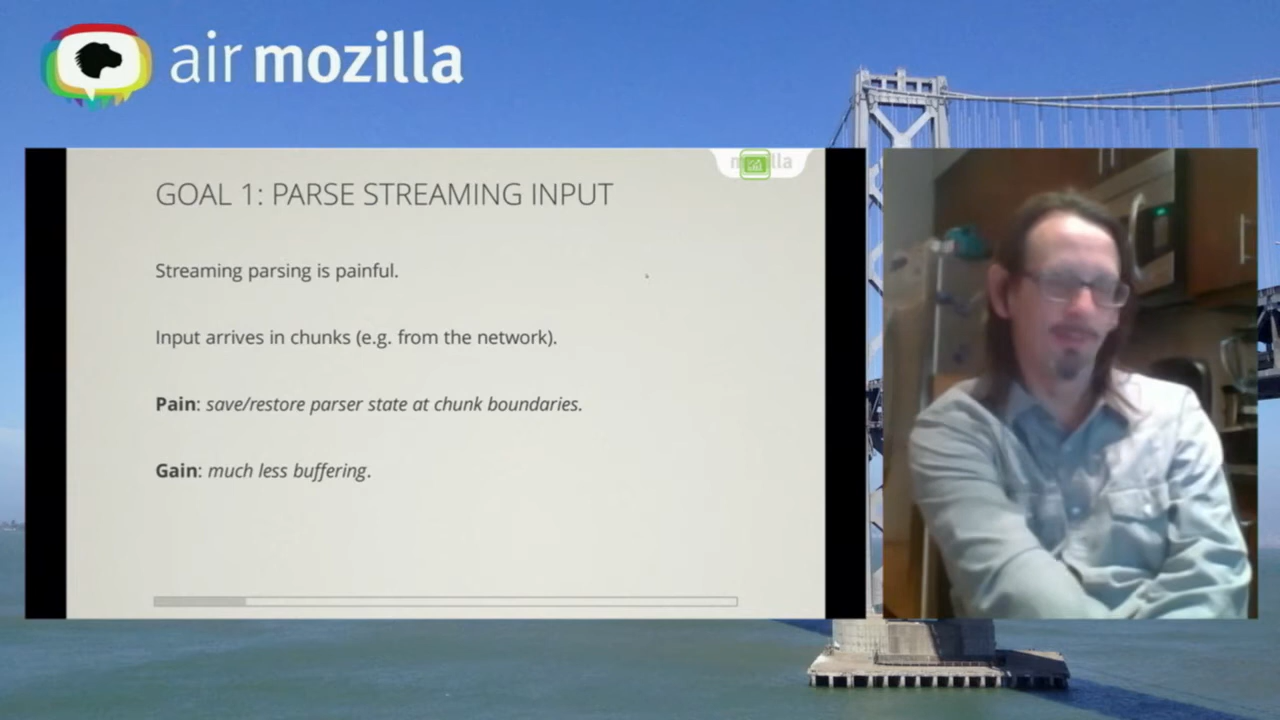 air mozilla
GOAL 1: PARSE STREAMING INPUT
Streaming parsing is painful.
Input arrives in chunks (e.g. from the network).
Pain: save/restore parser state at chunk boundaries.
Gain: much less buffering.